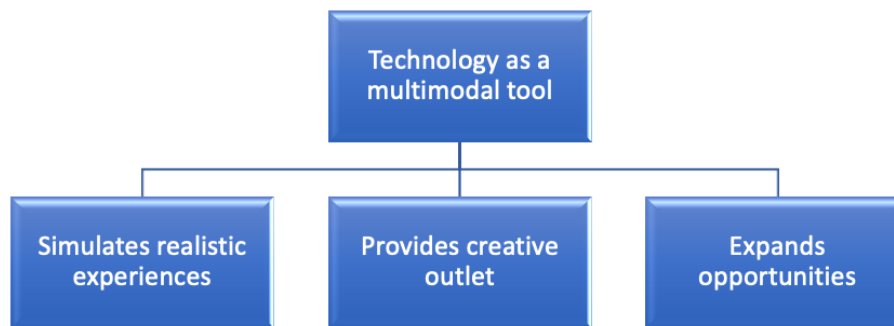 Technology as a
multimodal tool
Simulates realistic
experiences
Provides creative
outlet
Expands
opportunities